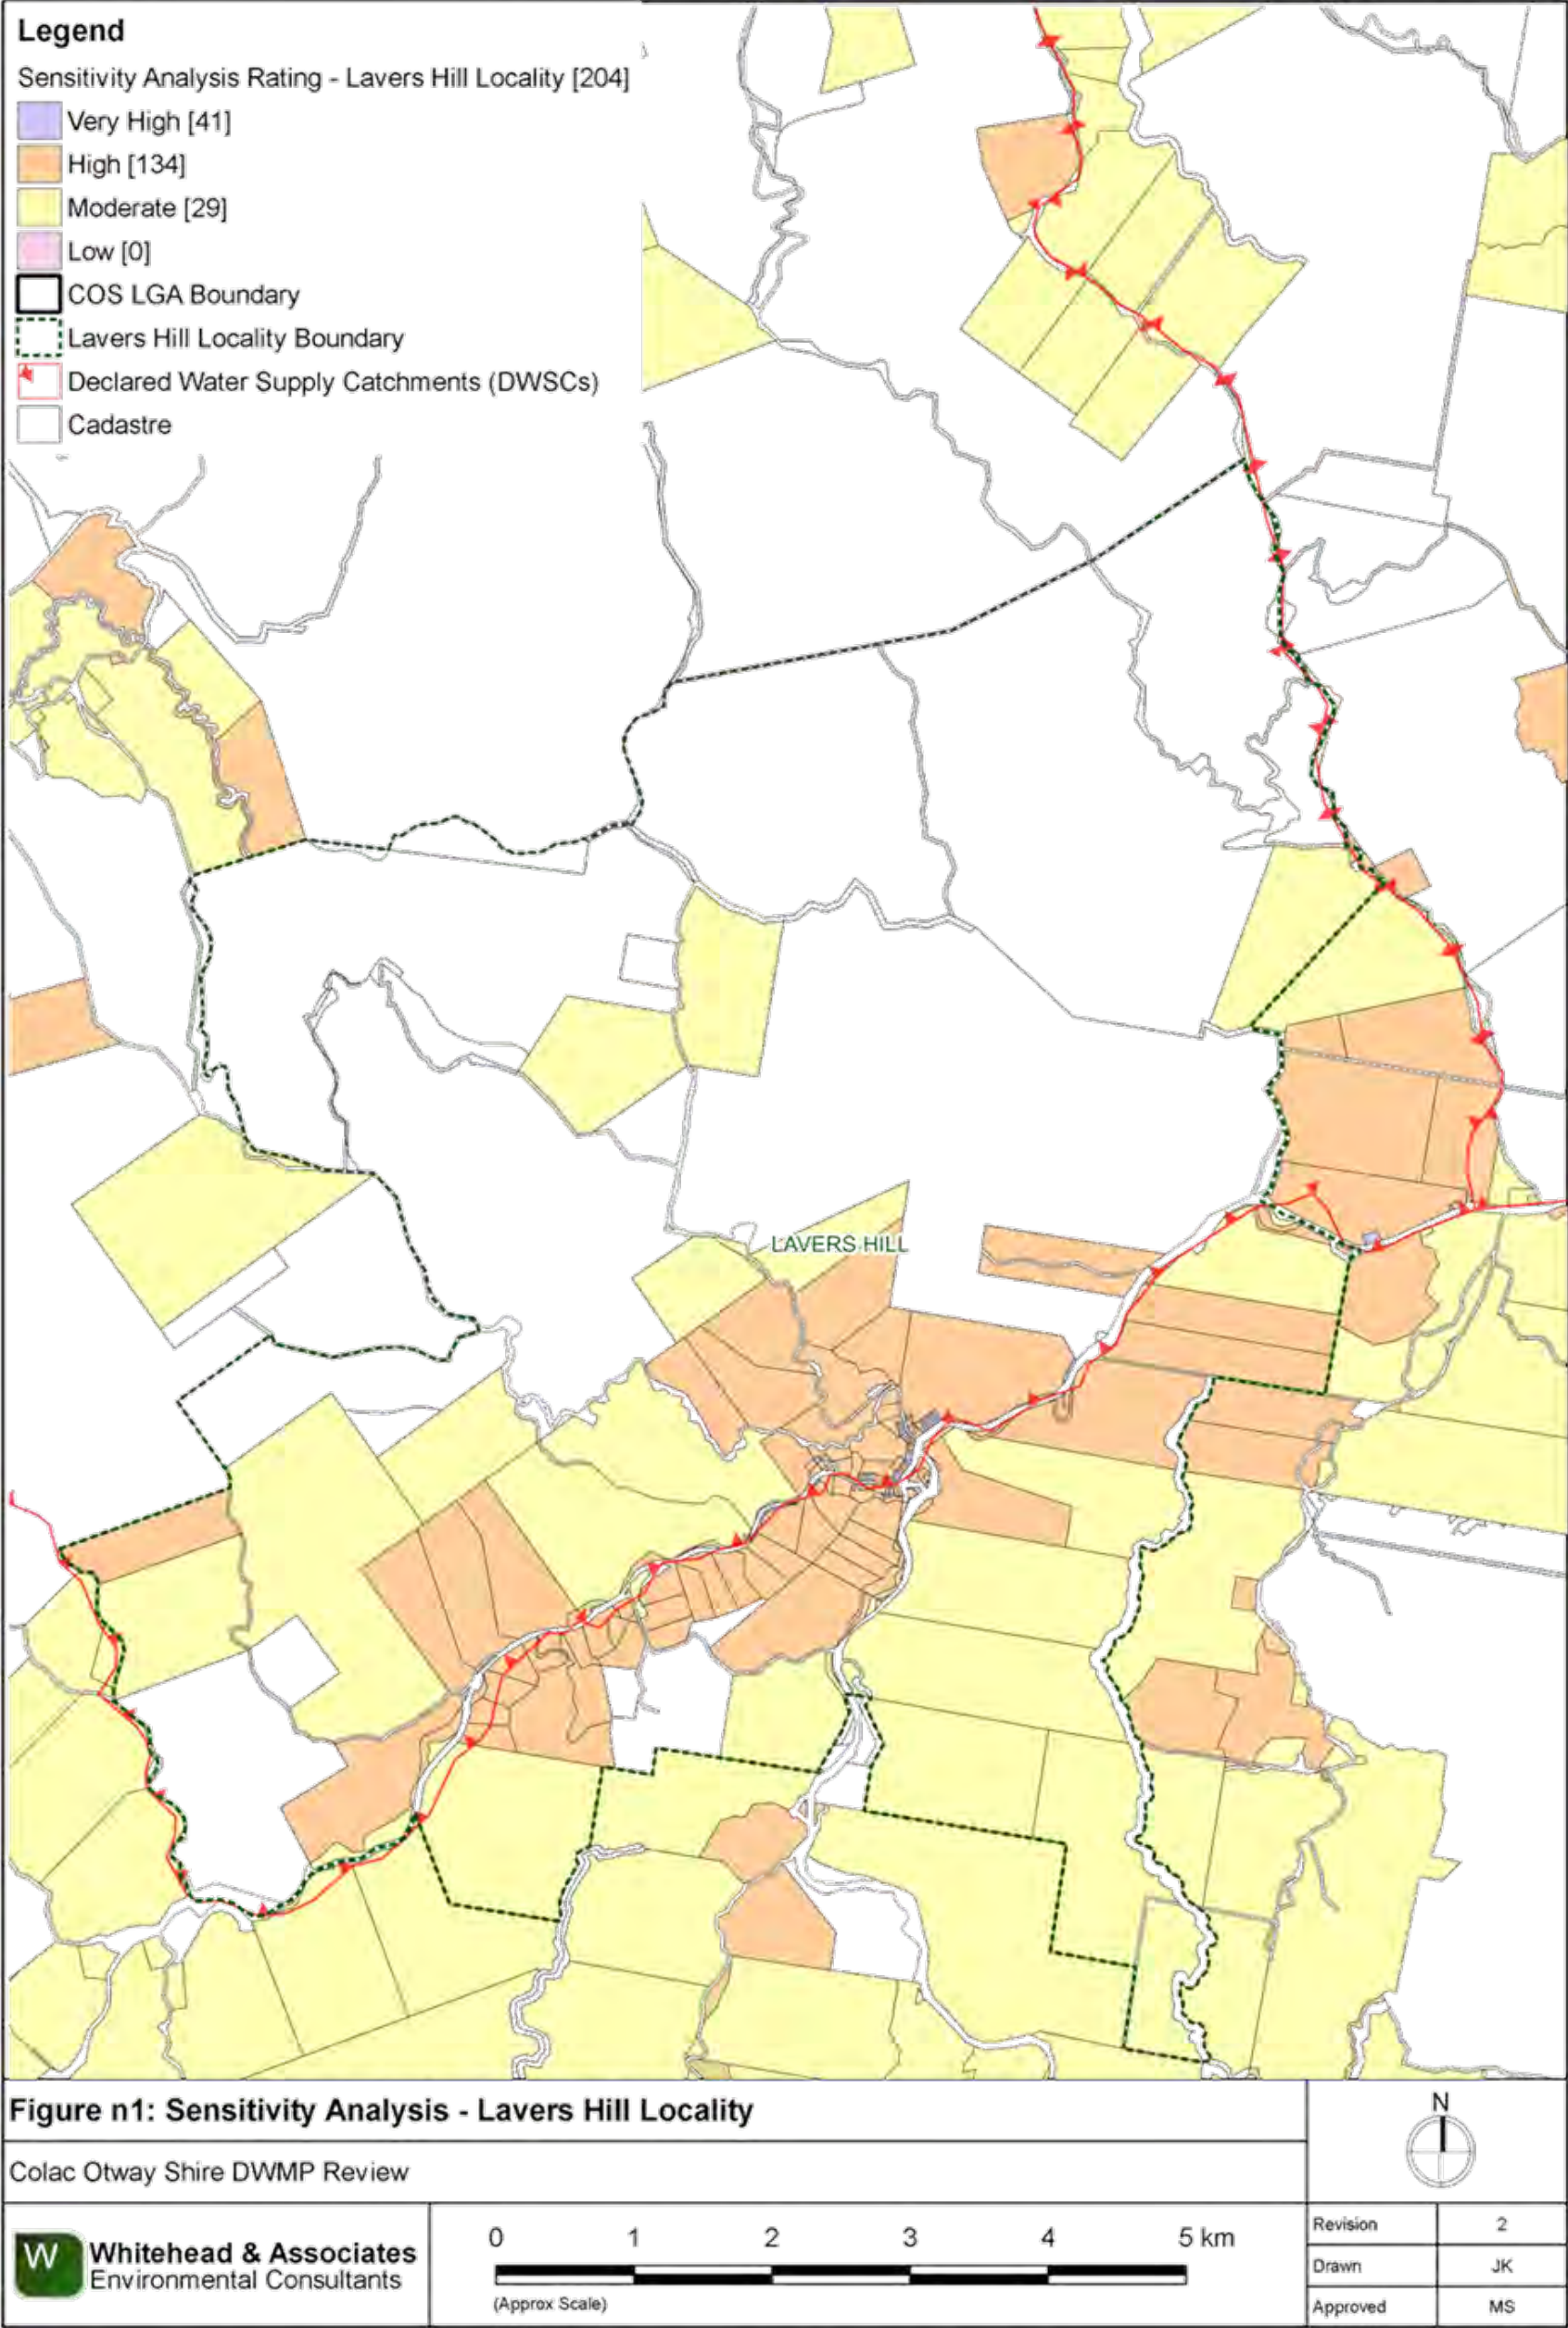 Legend
Sensitivity Analysis Rating - Lavers Hill Locality [204]
Very High [41]
High [134]
Moderate [29]
Low [0]
COS LGA Boundary
Lavers Hill Locality Boundary
Declared Water Supply Catchments (DWSCs)
Cadastre
LAVERS HILL
Figure n1: Sensitivity Analysis - Lavers Hill Locality
N
Colac Otway Shire DWMP Review
W
Whitehead & Associates
Environmental Consultants
0 1 2 3 4 5 km
(Approx Scale)
Revision 2
Drawn JK
Approved MS